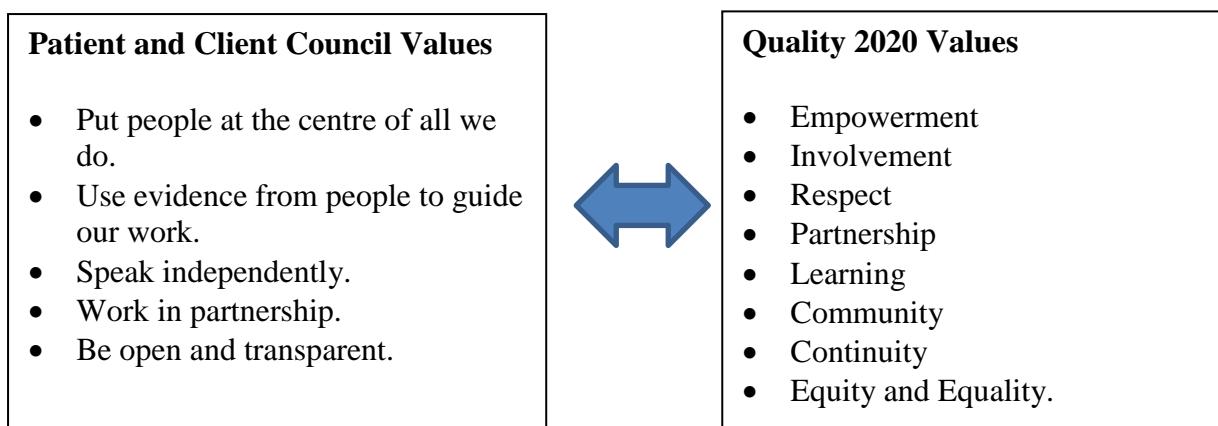 Patient and Client Council Values
• Put people at the centre of all we
do.
• Use evidence from people to guide
our work.
• Speak independently.
• Work in partnership.
• Be open and transparent.
Quality 2020 Values
• Empowerment
• Involvement
• Respect
• Partnership
• Learning
• Community
• Continuity
• Equity and Equality.